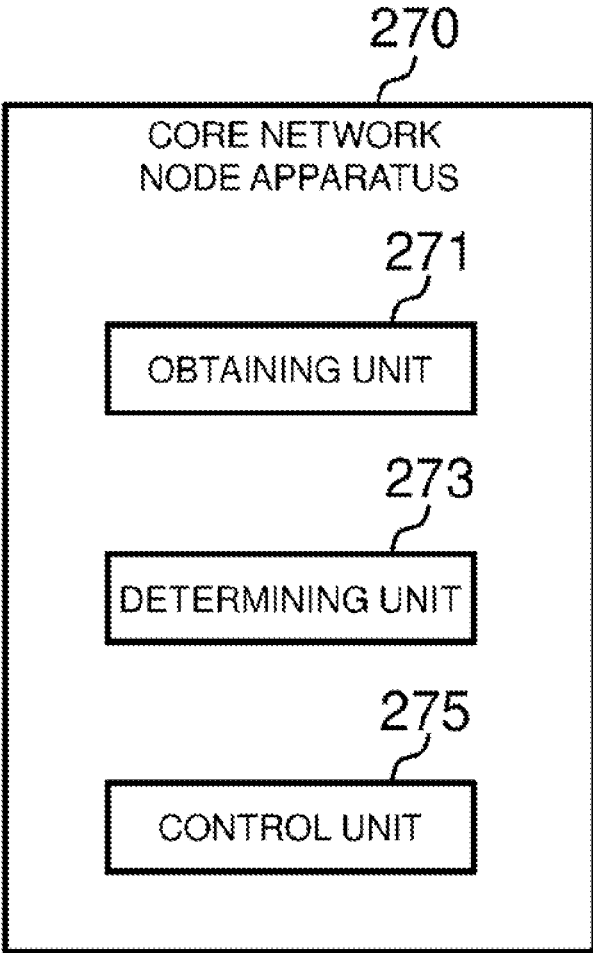 270
CORE NETWORK
NODE APPARATUS
271
OBTAINING UNIT
273
DETERMINING UNIT
275
CONTROL UNIT